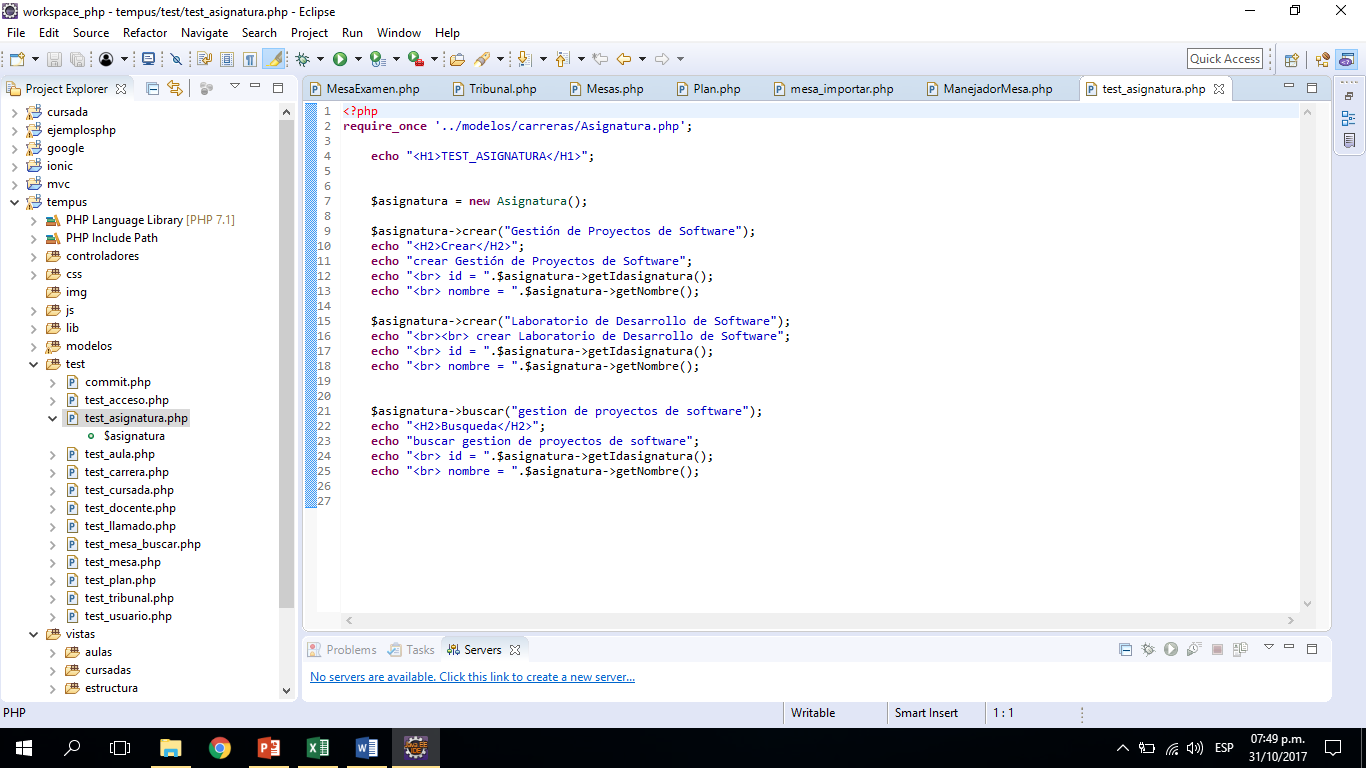 workspace_php - tempus/test/test_asignatura.php - Eclipse
File Edit Source Refactor Navigate Search Project Run Window Help
Quick Access
Project Explorer
cursada
ejemplosphp
google
ionic
mvc
tempus
PHP Language Library [PHP 7.1]
PHP Include Path
controladores
css
img
js
lib
modelos
test
commit.php
test_acceso.php
test_asignatura.php
$asignatura
test_aula.php
test_carrera.php
test_cursada.php
test_docente.php
test_llamado.php
test_mesa_buscar.php
test_mesa.php
test_plan.php
test_tribunal.php
test_usuario.php
vistas
aulas
cursadas
estructura
MesaExamen.php Tribunal.php Mesas.php Plan.php mesa_importar.php ManejadorMesa.php test_asignatura.php
1 <?php
2 require_once '../modelos/carreras/Asignatura.php';
3
4 echo "<H1>TEST_ASIGNATURA</H1>";
5
6
7 $asignatura = new Asignatura();
8
9 $asignatura->crear("Gestión de Proyectos de Software");
10 echo "<H2>Crear</H2>";
11 echo "crear Gestión de Proyectos de Software";
12 echo "<br> id = ".$asignatura->getIdasignatura();
13 echo "<br> nombre = ".$asignatura->getNombre();
14
15 $asignatura->crear("Laboratorio de Desarrollo de Software");
16 echo "<br><br> crear Laboratorio de Desarrollo de Software";
17 echo "<br> id = ".$asignatura->getIdasignatura();
18 echo "<br> nombre = ".$asignatura->getNombre();
19
20
21 $asignatura->buscar("gestion de proyectos de software");
22 echo "<H2>Busqueda</H2>";
23 echo "buscar gestion de proyectos de software";
24 echo "<br> id = ".$asignatura->getIdasignatura();
25 echo "<br> nombre = ".$asignatura->getNombre();
26
27
Problems Tasks Servers
No servers are available. Click this link to create a new server...
PHP Writable Smart Insert 1 : 1
ESP
07:49 p.m.
31/10/2017